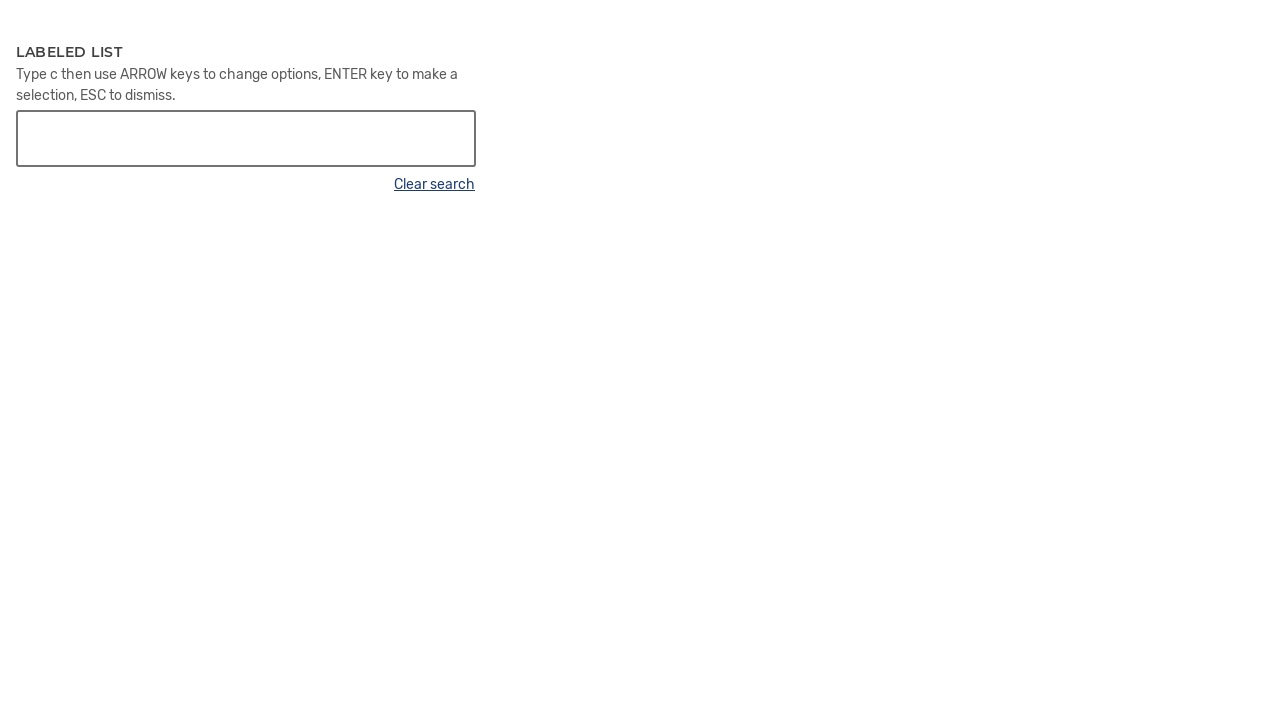 LABELED LIST
Type c then use ARROW keys to change options, ENTER key to make a
selection, ESC to dismiss.
Clear search